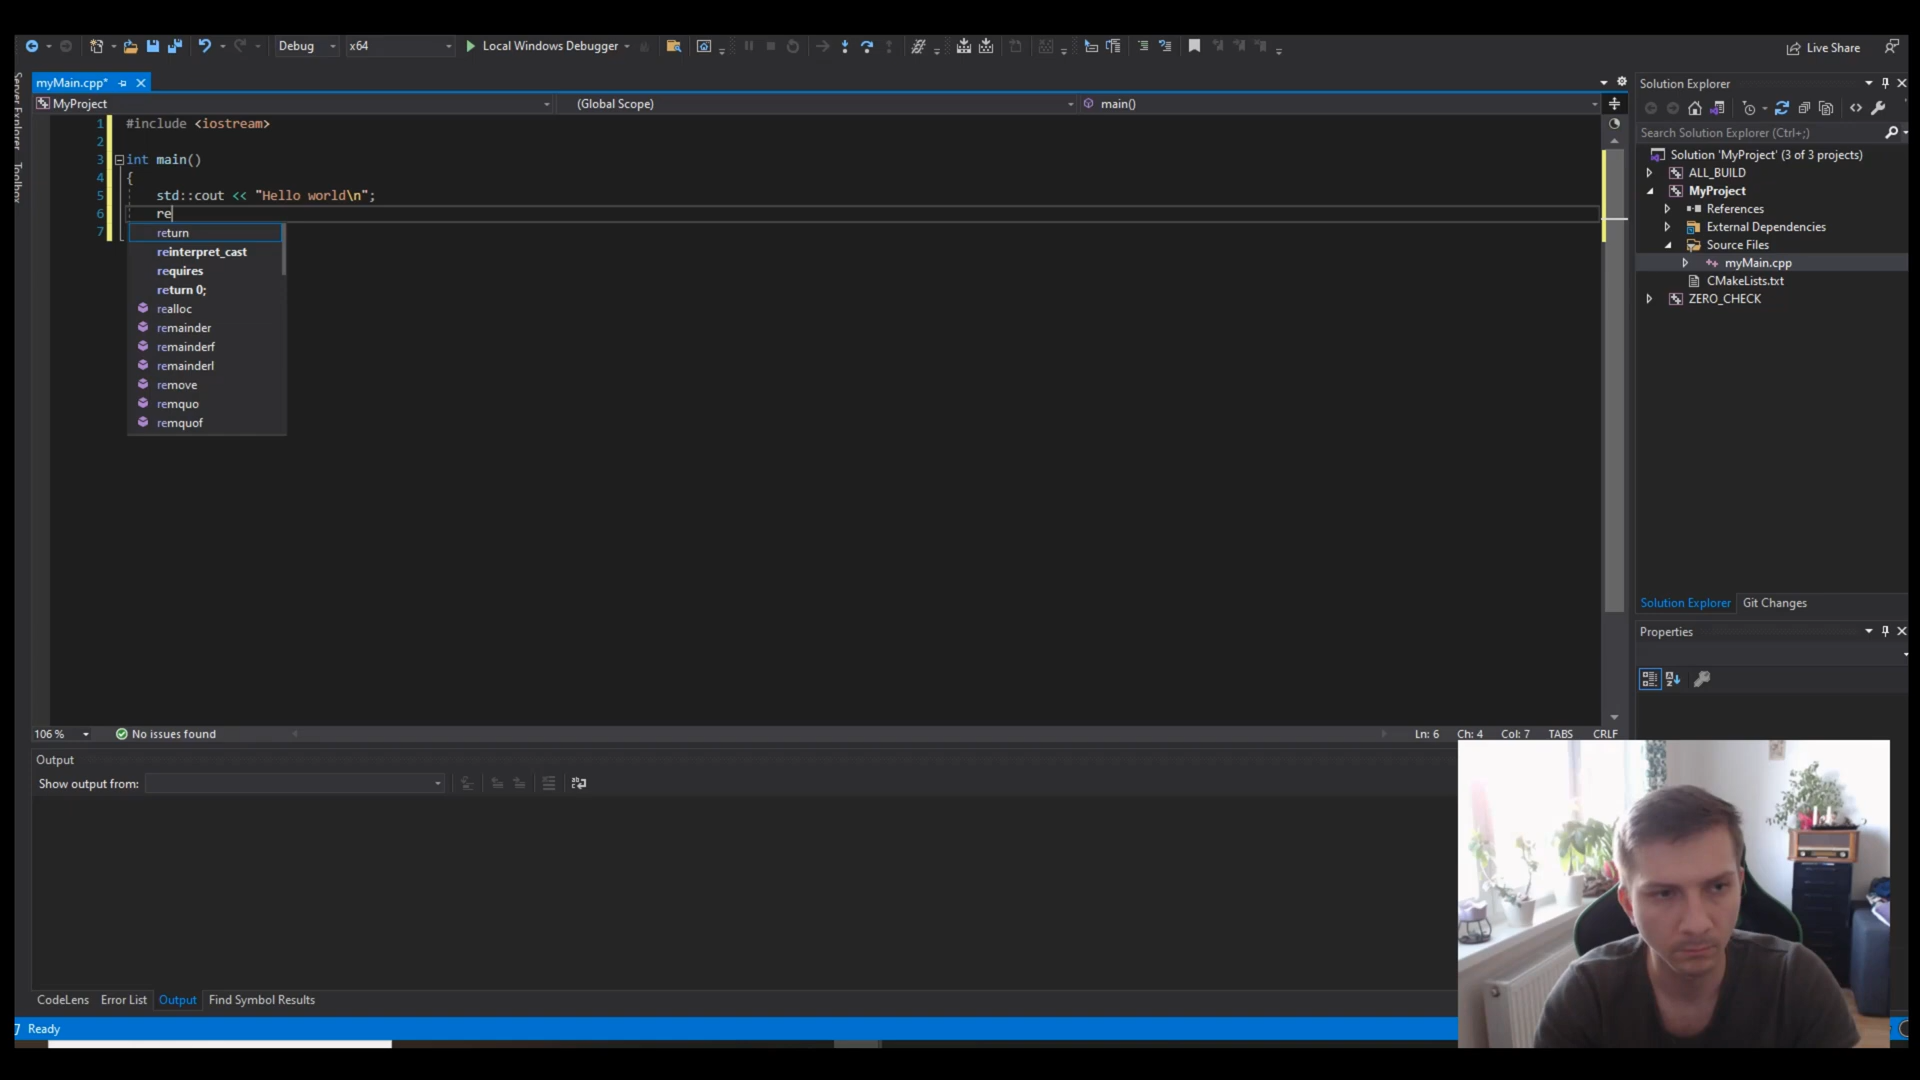 Debug
x64
Local Windows Debugger
Live Share
Server Explorer
Toolbox
myMain.cpp*
MyProject
(Global Scope)
main()
1 #include <iostream>
2
3 int main()
4 {
5 std::cout << "Hello world\n";
6 re
7
return
reinterpret_cast
requires
return 0;
realloc
remainder
remainderf
remainderl
remove
remquo
remquof
106 %
No issues found
Ln: 6 Ch: 4 Col: 7 TABS CRLF
Output
Show output from:
CodeLens Error List Output Find Symbol Results
Ready
Solution Explorer
Search Solution Explorer (Ctrl+;)
Solution 'MyProject' (3 of 3 projects)
ALL_BUILD
MyProject
References
External Dependencies
Source Files
myMain.cpp
CMakeLists.txt
ZERO_CHECK
Solution Explorer Git Changes
Properties